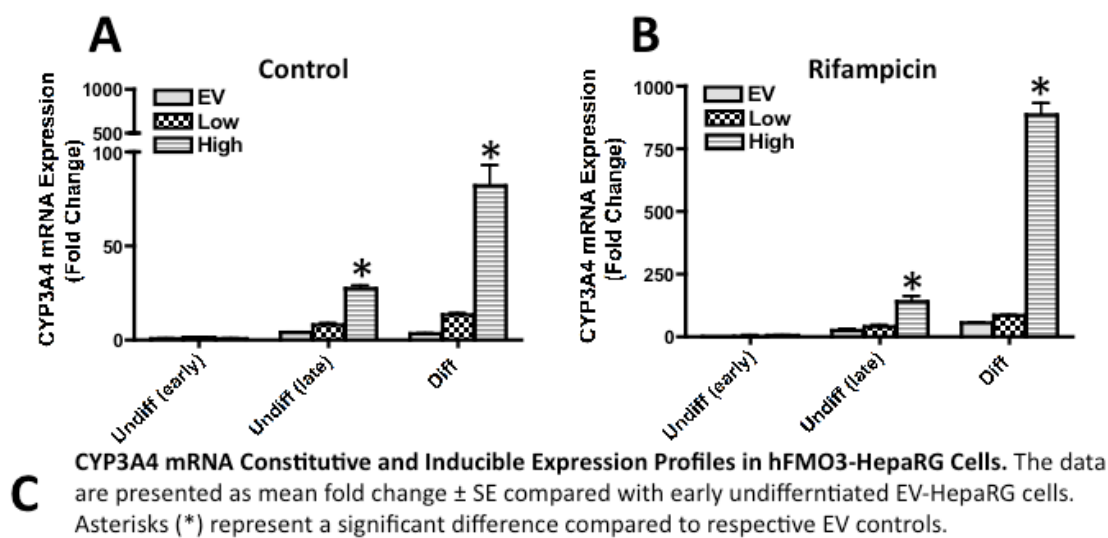 A
Control
CYP3A4 mRNA Expression
(Fold Change)
1000
500
100
50
0
EV
Low
High
*
*
Undiff (early)
Undiff (late)
Diff
B
Rifampicin
CYP3A4 mRNA Expression
(Fold Change)
1000
750
500
250
0
EV
Low
High
*
*
Undiff (early)
Undiff (late)
Diff
C
CYP3A4 mRNA Constitutive and Inducible Expression Profiles in hFMO3-HepaRG Cells. The data
are presented as mean fold change ± SE compared with early undifferntiated EV-HepaRG cells.
Asterisks (*) represent a significant difference compared to respective EV controls.